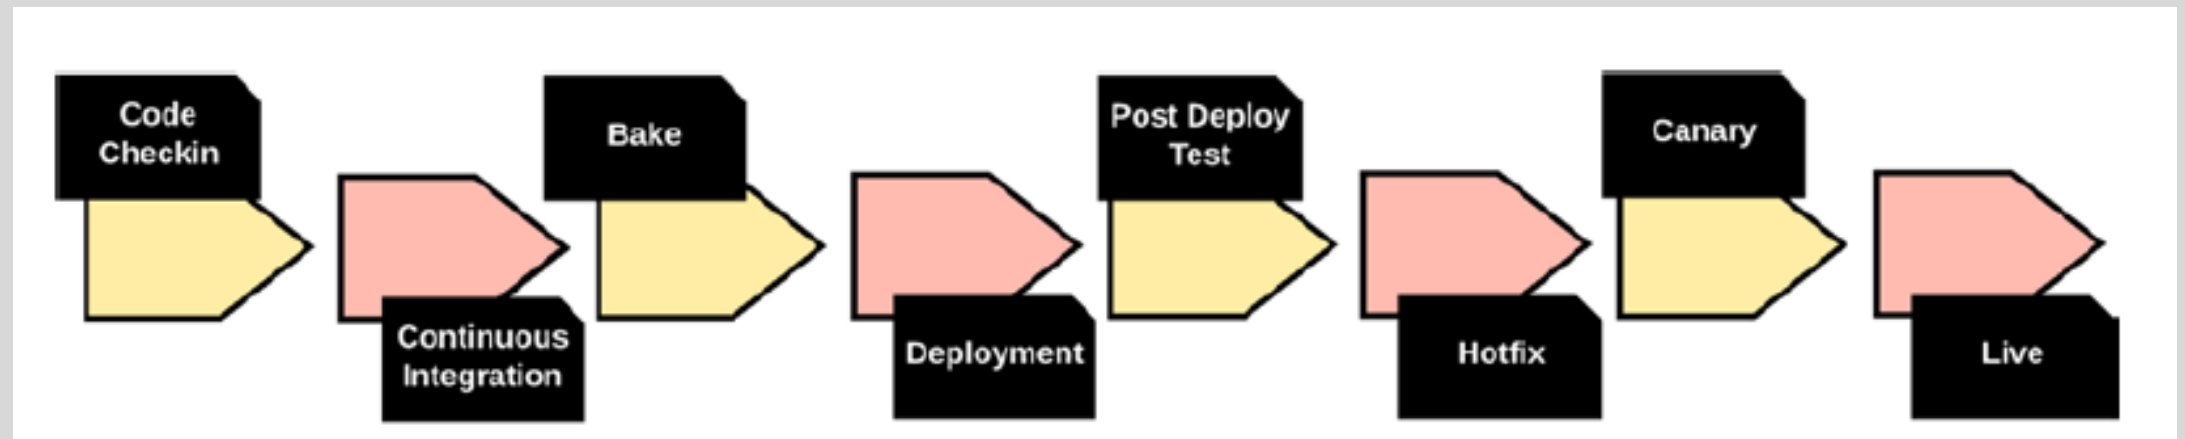 Code
Checkin
Continuous
Integration
Bake
Deployment
Post Deploy
Test
Hotfix
Canary
Live